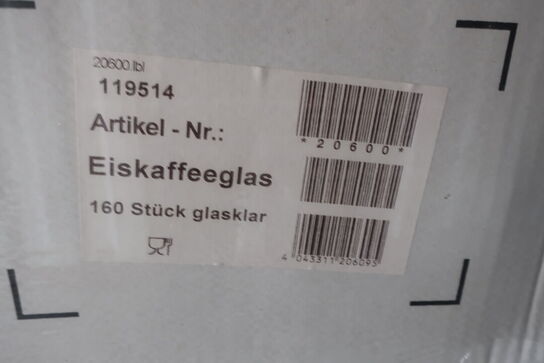 20600.lbl
119514
Artikel - Nr.:
*20600*
Eiskaffeeglas
160 Stück glasklar
4 043311 206095